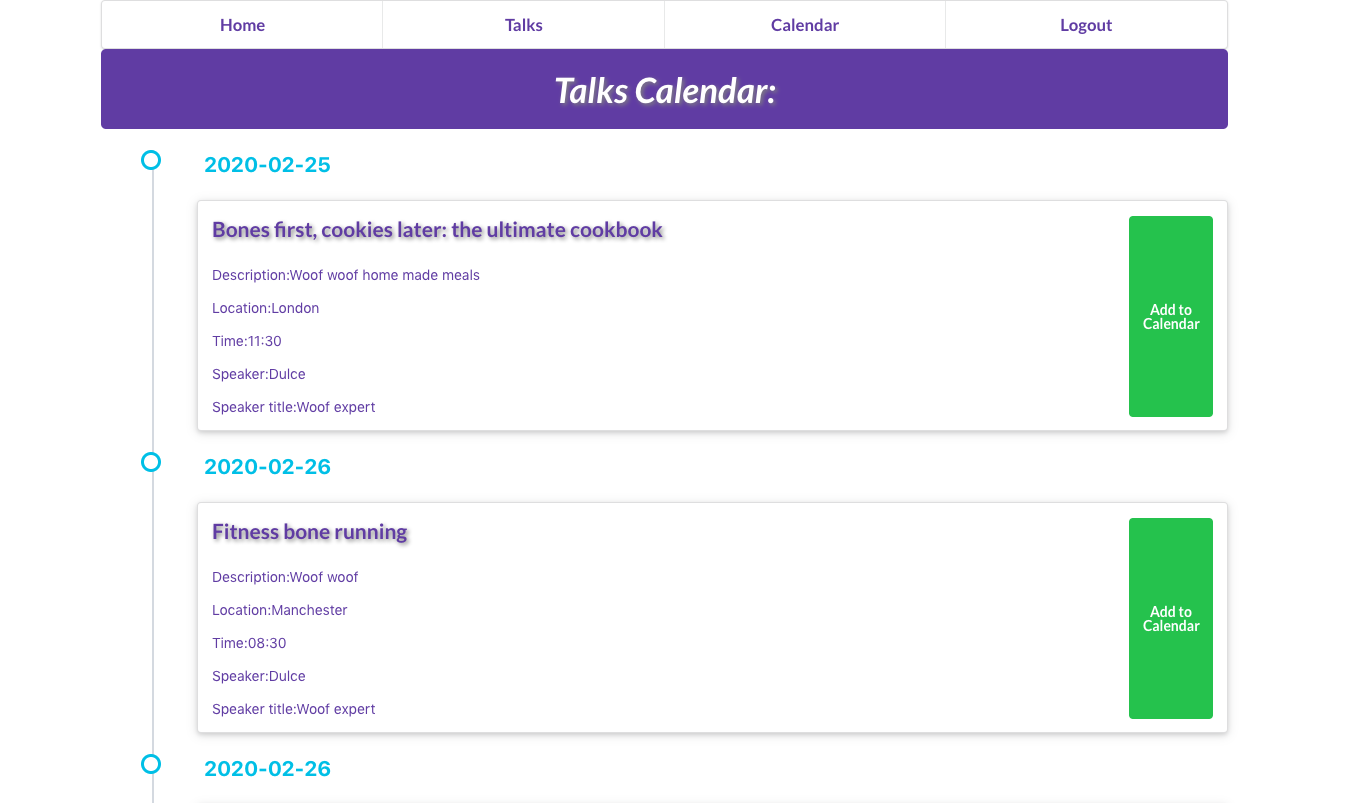 Home Talks Calendar Logout
Talks Calendar:
2020-02-25
Bones first, cookies later: the ultimate cookbook
Description:Woof woof home made meals
Location:London
Time:11:30
Speaker:Dulce
Speaker title:Woof expert
Add to
Calendar
2020-02-26
Fitness bone running
Description:Woof woof
Location:Manchester
Time:08:30
Speaker:Dulce
Speaker title:Woof expert
Add to
Calendar
2020-02-26